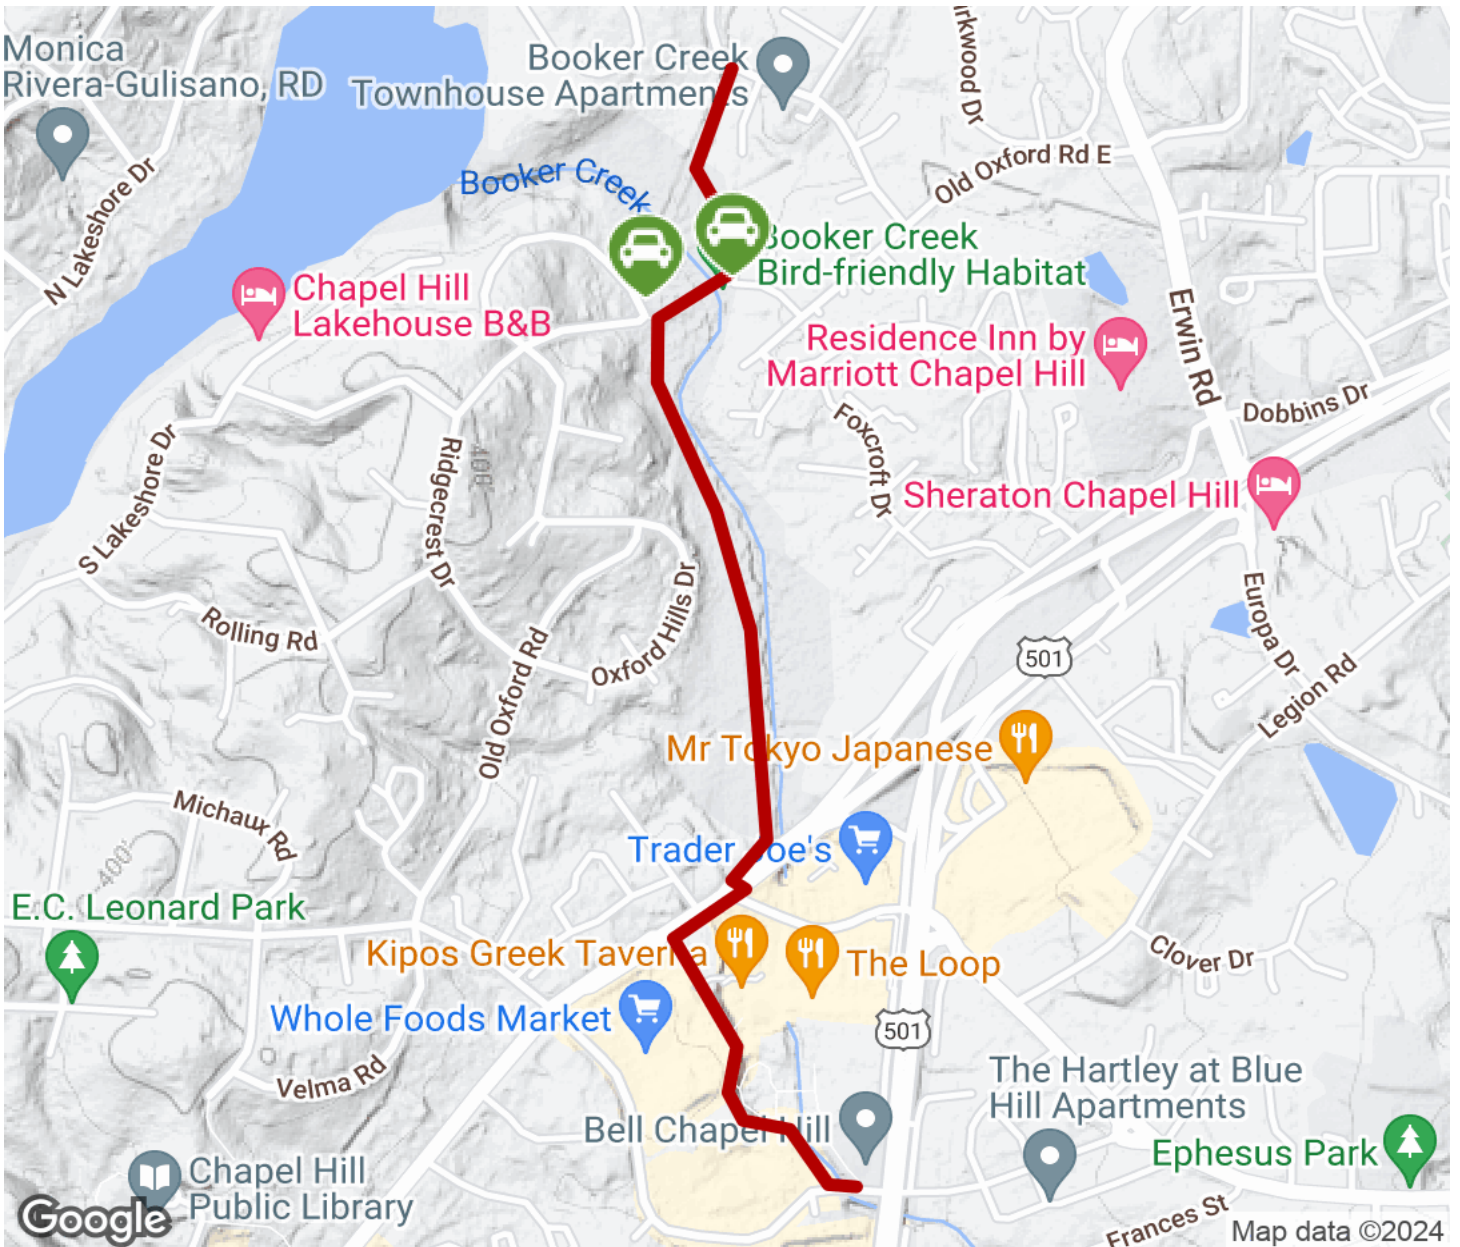 Monica
Rivera-Gulisano, RD
Booker Creek
Townhouse Apartments
rkwood Dr
Old Oxford Rd E
N Lakeshore Dr
Booker Creek
Booker Creek
Bird-friendly Habitat
Chapel Hill
Lakehouse B&B
Residence Inn by
Marriott Chapel Hill
Erwin Rd
Dobbins Dr
Foxcroft Dr
Sheraton Chapel Hill
S Lakeshore Dr
Ridgecrest Dr
400'
Rolling Rd
Old Oxford Rd
Oxford Hills Dr
Europa Dr
501
Legion Rd
Mr Tokyo Japanese
Michaux Rd
400'
Trader Joe's
E.C. Leonard Park
Kipos Greek Taverna
The Loop
Clover Dr
Whole Foods Market
501
Velma Rd
The Hartley at Blue
Hill Apartments
Bell Chapel Hill
Ephesus Park
Chapel Hill
Public Library
Frances St
Google
Map data ©2024